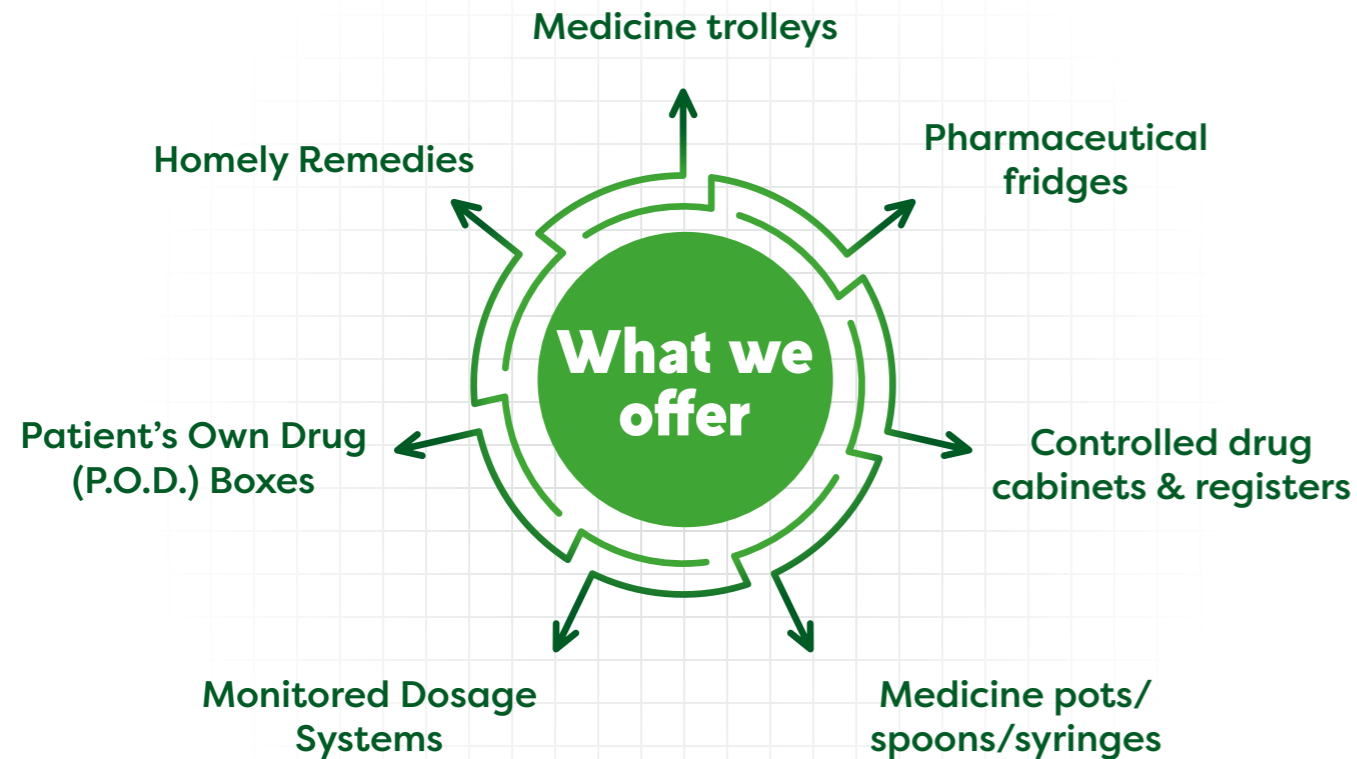 Medicine trolleys
Pharmaceutical
fridges
Homely Remedies
What we
offer
Patient’s Own Drug
(P.O.D.) Boxes
Controlled drug
cabinets & registers
Monitored Dosage
Systems
Medicine pots/
spoons/syringes